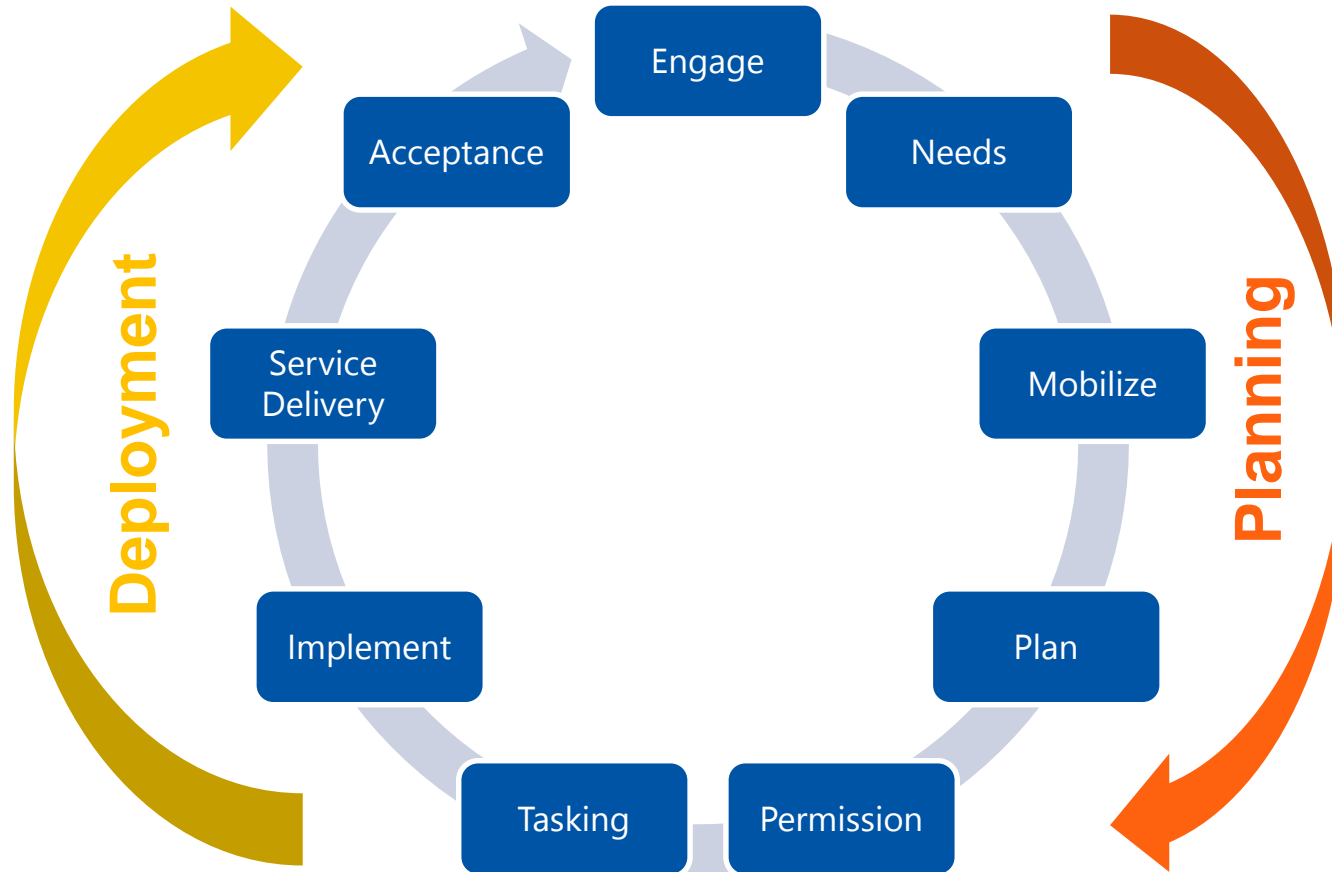 Engage
Needs
Mobilize
Plan
Permission
Tasking
Implement
Service
Delivery
Acceptance
Deployment
Planning